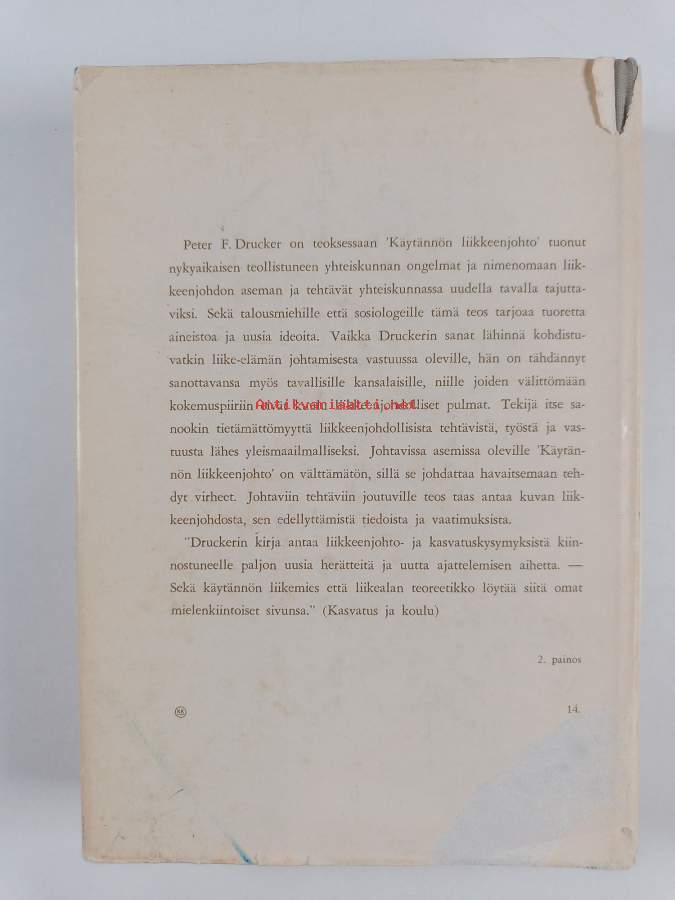 Peter F. Drucker on teoksessaan 'Käytännön liikkeenjohto' tuonut
nykyaikaisen teollistuneen yhteiskunnan ongelmat ja nimenomaan liik-
keenjohdon aseman ja tehtävät yhteiskunnassa uudella tavalla tajutta-
viksi. Sekä talousmiehille että sosiologeille tämä teos tarjoaa tuoretta
aineistoa ja uusia ideoita. Vaikka Druckerin sanat lähinnä kohdistu-
vatkin liike-elämän johtamisesta vastuussa oleville, hän on tähdännyt
sanottavansa myös tavallisille kansalaisille, niille joiden välittömään
kokemuspiiriin liikkeenjohdolliset pulmat. Tekijä itse sa-
Antikvariaatti.net
nookin tietämättömyyttä liikkeenjohdollisista tehtävistä, työstä ja vas-
tuusta lähes yleismaailmalliseksi. Johtavissa asemissa oleville 'Käytän-
nön liikkeenjohto' on välttämätön, sillä se johdattaa havaitsemaan teh-
dyt virheet. Johtaviin tehtäviin joutuville teos taas antaa kuvan liik-
keenjohdosta, sen edellyttämistä tiedoista ja vaatimuksista.
"Druckerin kirja antaa liikkeenjohto- ja kasvatuskysymyksistä kiin-
nostuneelle paljon uusia herätteitä ja uutta ajattelemisen aihetta. —
Sekä käytännön liikemies että liikealan teoreetikko löytää siitä omat
mielenkiintoiset sivunsa." (Kasvatus ja koulu)
2. painos
KK
14.